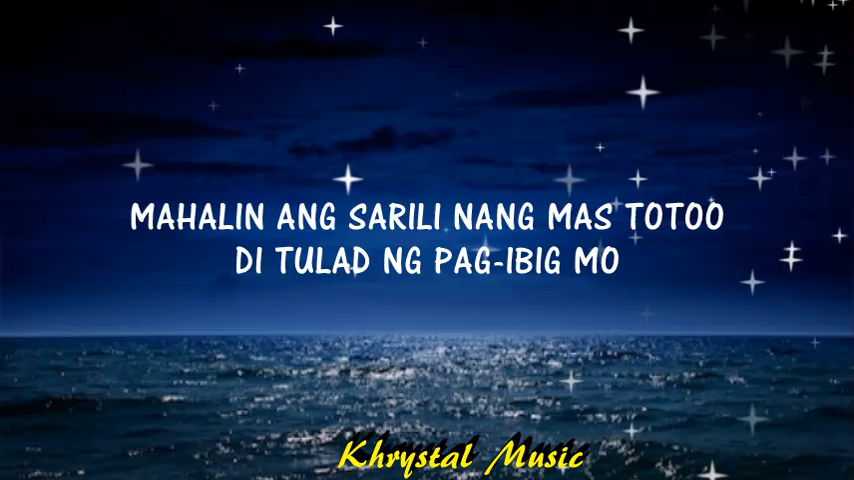 MAHALIN ANG SARILI NANG MAS TOTOO
DI TULAD NG PAG-IBIG MO
Khrystal Music